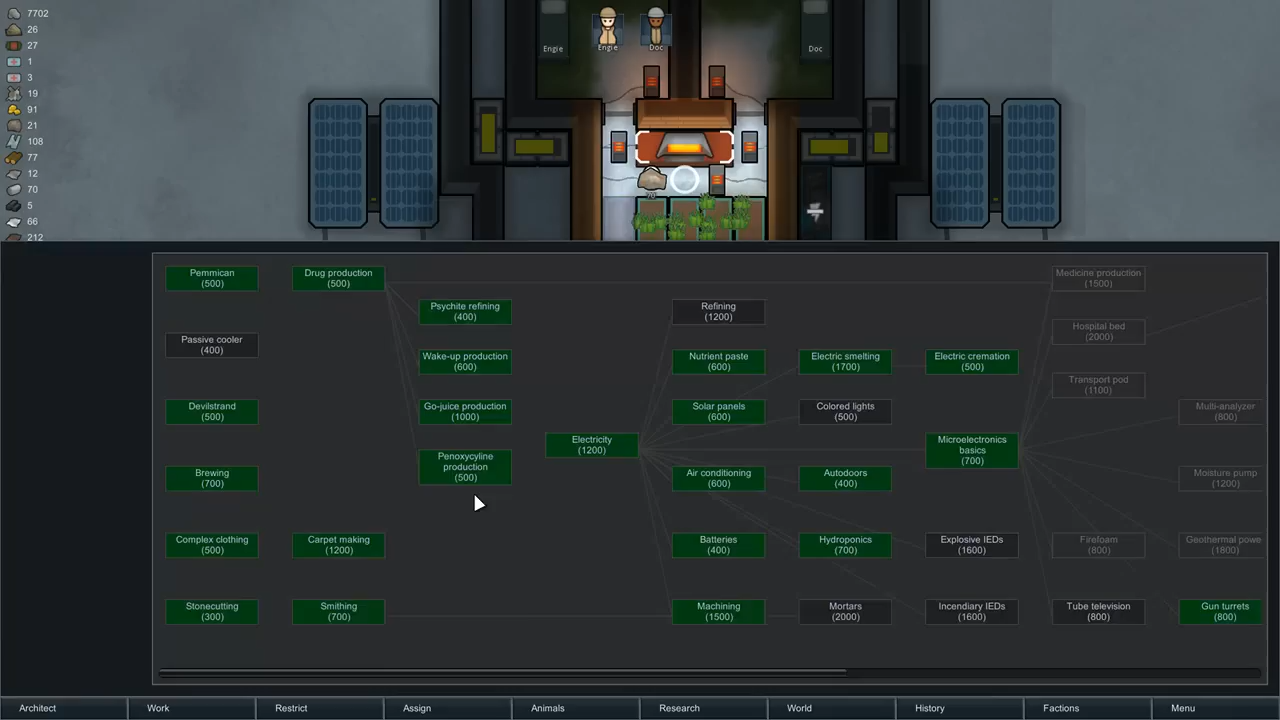 7702
26
27
1
3
19
91
21
108
77
12
70
5
66
212
Engie
Engie
Doc
Doc
70
Pemmican
(500)
Drug production
(500)
Medicine production
(1500)
Psychite refining
(400)
Refining
(1200)
Hospital bed
(2000)
Passive cooler
(400)
Wake-up production
(600)
Nutrient paste
(600)
Electric smelting
(1700)
Electric cremation
(500)
Transport pod
(1100)
Devilstrand
(500)
Go-juice production
(1000)
Solar panels
(600)
Colored lights
(500)
Multi-analyzer
(800)
Electricity
(1200)
Microelectronics
basics
(700)
Brewing
(700)
Penoxycyline
production
(500)
Air conditioning
(600)
Autodoors
(400)
Moisture pump
(1200)
Complex clothing
(500)
Carpet making
(1200)
Batteries
(400)
Hydroponics
(700)
Explosive IEDs
(1600)
Firefoam
(800)
Geothermal powe
(1800)
Stonecutting
(300)
Smithing
(700)
Machining
(1500)
Mortars
(2000)
Incendiary IEDs
(1600)
Tube television
(800)
Gun turrets
(800)
Architect
Work
Restrict
Assign
Animals
Research
World
History
Factions
Menu